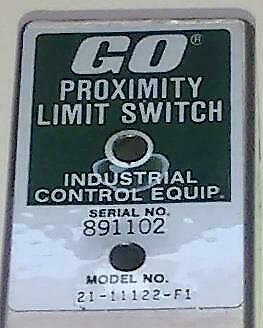 GO®
PROXIMITY
LIMIT SWITCH
INDUSTRIAL
CONTROL EQUIP.
SERIAL NO.
891102
MODEL NO.
21-11122-F1